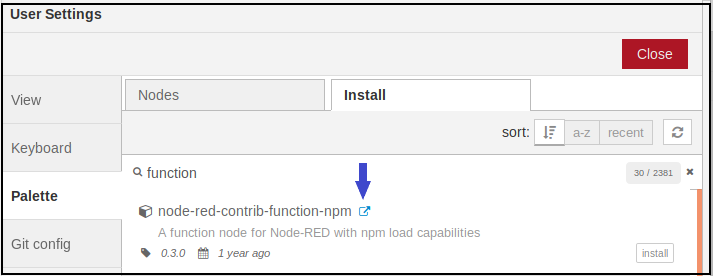 User Settings
Close
View
Keyboard
Palette
Git config
Nodes
Install
sort:
a-z
recent
function
30 / 2381
node-red-contrib-function-npm
A function node for Node-RED with npm load capabilities
0.3.0
1 year ago
install